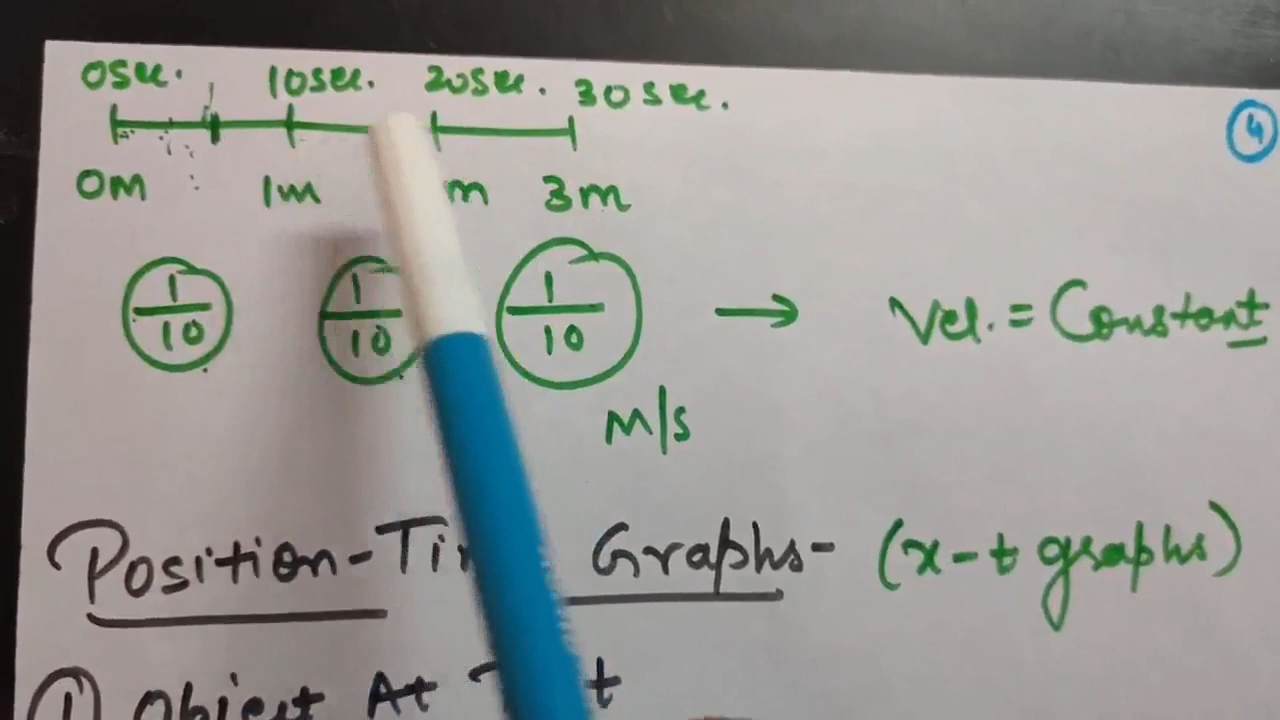 0sec. 10sec. 20sec. 30sec.
4
0m 1m m 3m
1/10 1/10 1/10 → Vel. = Constant
M/s
Position-Ti Graphs- (x-t graphs)
1 Object At